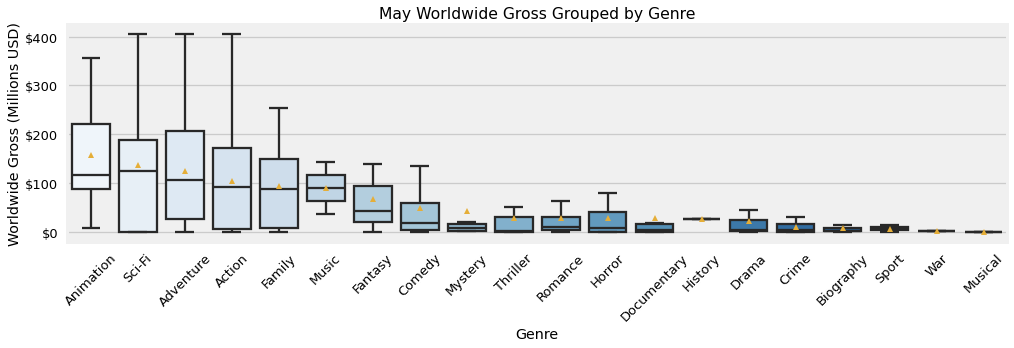 May Worldwide Gross Grouped by Genre
Worldwide Gross (Millions USD)
$400
$300
$200
$100
$0
Animation
Sci-Fi
Adventure
Action
Family
Music
Fantasy
Comedy
Mystery
Thriller
Romance
Horror
Documentary
History
Drama
Crime
Biography
Sport
War
Musical
Genre